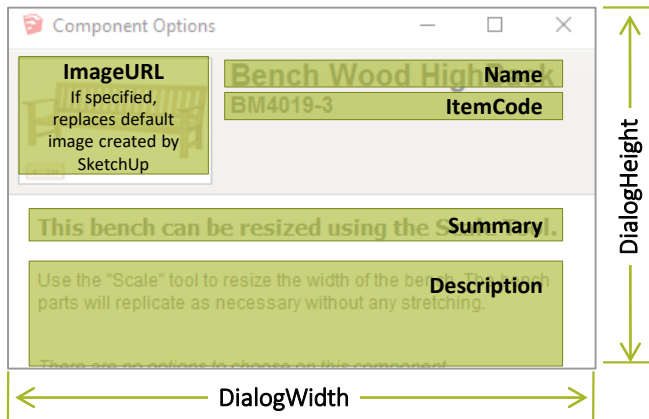 Component Options
ImageURL
If specified,
replaces default
image created by
SketchUp
Bench Wood HighBack
Name
BM4019-3
ItemCode
This bench can be resized using the Scale Tool.
Summary
Use the "Scale" tool to resize the width of the bench. The bench
parts will replicate as necessary without any stretching.
Description
There are no options to choose on this component
DialogHeight
DialogWidth